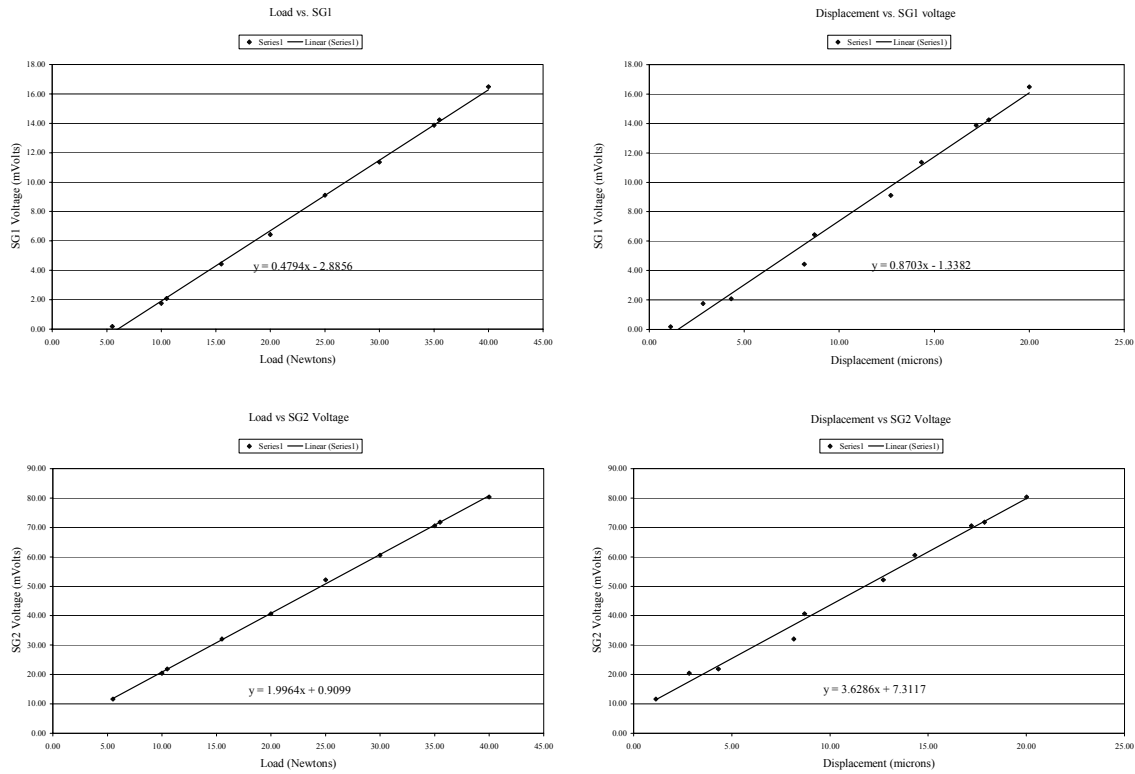 Load vs. SG1
Series1 Linear (Series1)
18.00
16.00
14.00
12.00
10.00
8.00
6.00
4.00
2.00
0.00
SG1 Voltage (mVolts)
y = 0.4794x - 2.8856
0.00 5.00 10.00 15.00 20.00 25.00 30.00 35.00 40.00 45.00
Load (Newtons)
Displacement vs. SG1 voltage
Series1 Linear (Series1)
18.00
16.00
14.00
12.00
10.00
8.00
6.00
4.00
2.00
0.00
SG1 Voltage (mVolts)
y = 0.8703x - 1.3382
0.00 5.00 10.00 15.00 20.00 25.00
Displacement (microns)
Load vs SG2 Voltage
Series1 Linear (Series1)
90.00
80.00
70.00
60.00
50.00
40.00
30.00
20.00
10.00
0.00
SG2 Voltage (mVolts)
y = 1.9964x + 0.9099
0.00 5.00 10.00 15.00 20.00 25.00 30.00 35.00 40.00 45.00
Load (Newtons)
Displacement vs SG2 Voltage
Series1 Linear (Series1)
90.00
80.00
70.00
60.00
50.00
40.00
30.00
20.00
10.00
0.00
SG2 Voltage (mVolts)
y = 3.6286x + 7.3117
0.00 5.00 10.00 15.00 20.00 25.00
Displacement (microns)